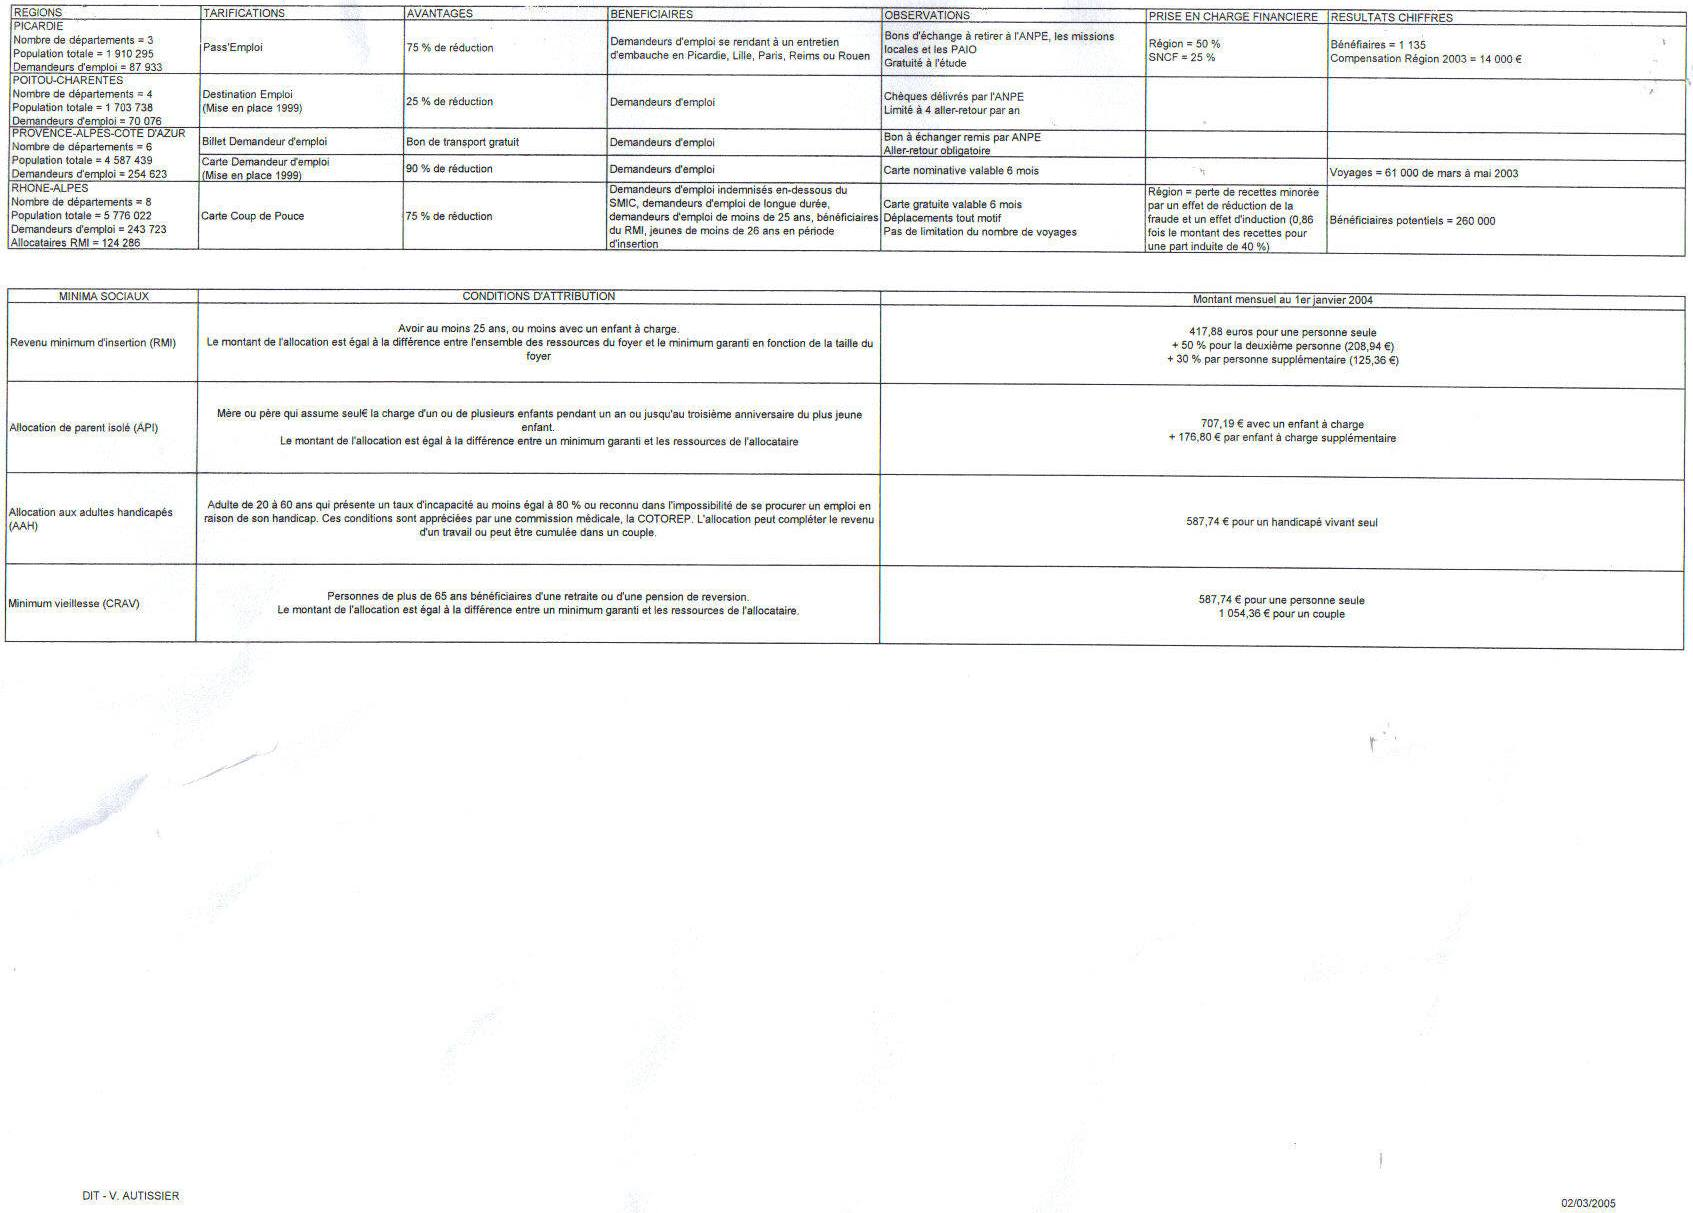 REGIONS TARIFICATIONS AVANTAGES BENEFICIAIRES OBSERVATIONS PRISE EN CHARGE FINANCIERE RESULTATS CHIFFRES
PICARDIE
Nombre de départements = 3
Population totale = 1 910 295
Demandeurs d'emploi = 87 933
Pass'Emploi
75 % de réduction
Demandeurs d'emploi se rendant à un entretien
d'embauche en Picardie, Lille, Paris, Reims ou Rouen
Bons d'échange à retirer à l'ANPE, les missions
locales et les PAIO
Gratuité à l'étude
Région = 50 %
SNCF = 25 %
Bénéfiaires = 1 135
Compensation Région 2003 = 14 000 €
POITOU-CHARENTES
Nombre de départements = 4
Population totale = 1 703 738
Demandeurs d'emploi = 70 076
Destination Emploi
(Mise en place 1999)
25 % de réduction
Demandeurs d'emploi
Chèques délivrés par l'ANPE
Limité à 4 aller-retour par an
PROVENCE-ALPES-COTE D'AZUR
Nombre de départements = 6
Population totale = 4 587 439
Demandeurs d'emploi = 254 623
Billet Demandeur d'emploi
Bon de transport gratuit
Demandeurs d'emploi
Bon à échanger remis par ANPE
Aller-retour obligatoire
Carte Demandeur d'emploi
(Mise en place 1999)
90 % de réduction
Demandeurs d'emploi
Carte nominative valable 6 mois
Voyages = 61 000 de mars à mai 2003
RHONE-ALPES
Nombre de départements = 8
Population totale = 5 776 022
Demandeurs d'emploi = 243 723
Allocataires RMI = 124 286
Carte Coup de Pouce
75 % de réduction
Demandeurs d'emploi indemnisés en-dessous du
SMIC, demandeurs d'emploi de longue durée,
demandeurs d'emploi de moins de 25 ans, bénéficiaires
du RMI, jeunes de moins de 26 ans en période
d'insertion
Carte gratuite valable 6 mois
Déplacements tout motif
Pas de limitation du nombre de voyages
Région = perte de recettes minorée
par un effet de réduction de la
fraude et un effet d'induction (0,86
fois le montant des recettes pour
une part induite de 40 %)
Bénéficiaires potentiels = 260 000
MINIMA SOCIAUX CONDITIONS D'ATTRIBUTION Montant mensuel au 1er janvier 2004
Revenu minimum d'insertion (RMI)
Avoir au moins 25 ans, ou moins avec un enfant à charge.
Le montant de l'allocation est égal à la différence entre l'ensemble des ressources du foyer et le minimum garanti en fonction de la taille du
foyer
417,88 euros pour une personne seule
+ 50 % pour la deuxième personne (208,94 €)
+ 30 % par personne supplémentaire (125,36 €)
Allocation de parent isolé (API)
Mère ou père qui assume seul€ la charge d'un ou de plusieurs enfants pendant un an ou jusqu'au troisième anniversaire du plus jeune
enfant.
Le montant de l'allocation est égal à la différence entre un minimum garanti et les ressources de l'allocataire
707,19 € avec un enfant à charge
+ 176,80 € par enfant à charge supplémentaire
Allocation aux adultes handicapés
(AAH)
Adulte de 20 à 60 ans qui présente un taux d'incapacité au moins égal à 80 % ou reconnu dans l'impossibilité de se procurer un emploi en
raison de son handicap. Ces conditions sont appréciées par une commission médicale, la COTOREP. L'allocation peut compléter le revenu
d'un travail ou peut être cumulée dans un couple.
587,74 € pour un handicapé vivant seul
Minimum vieillesse (CRAV)
Personnes de plus de 65 ans bénéficiaires d'une retraite ou d'une pension de reversion.
Le montant de l'allocation est égal à la différence entre un minimum garanti et les ressources de l'allocataire.
587,74 € pour une personne seule
1 054,36 € pour un couple
DIT - V. AUTISSIER
02/03/2005